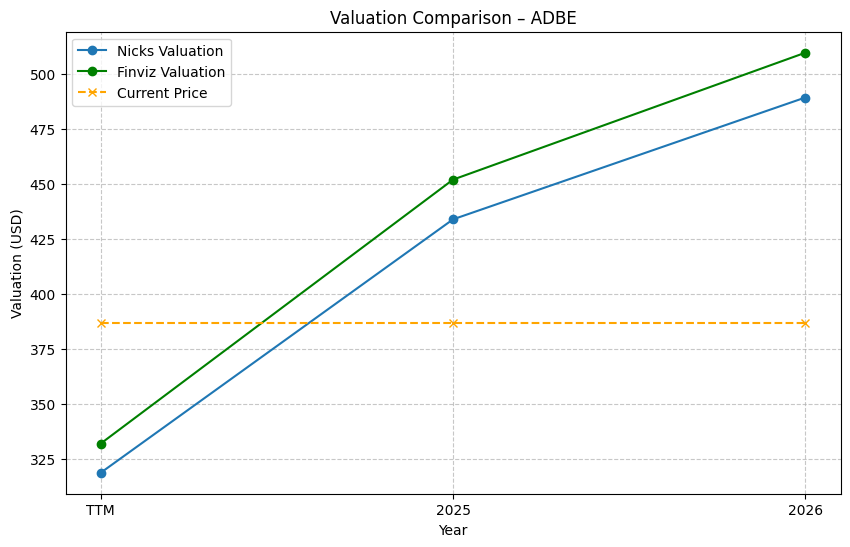 Valuation Comparison – ADBE
Nicks Valuation
Finviz Valuation
Current Price
Valuation (USD)
500
475
450
425
400
375
350
325
TTM
2025
2026
Year